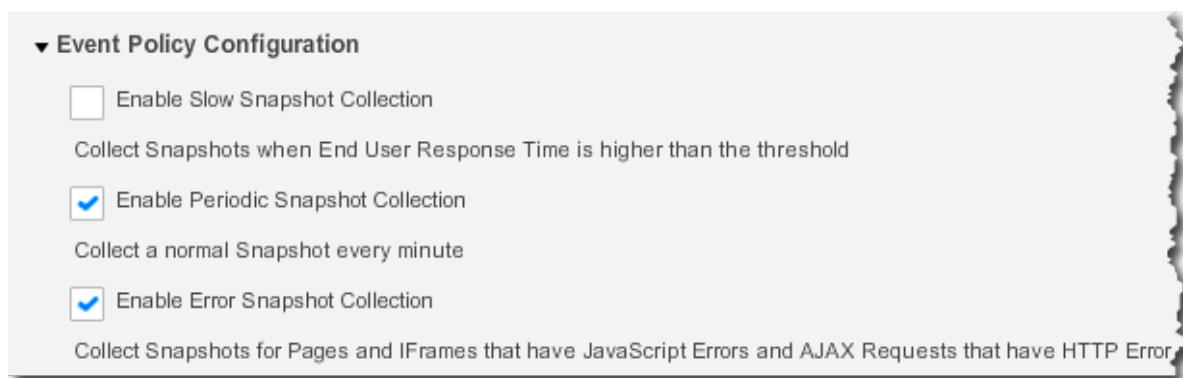 Event Policy Configuration
Enable Slow Snapshot Collection
Collect Snapshots when End User Response Time is higher than the threshold
Enable Periodic Snapshot Collection
Collect a normal Snapshot every minute
Enable Error Snapshot Collection
Collect Snapshots for Pages and IFrames that have JavaScript Errors and AJAX Requests that have HTTP Error